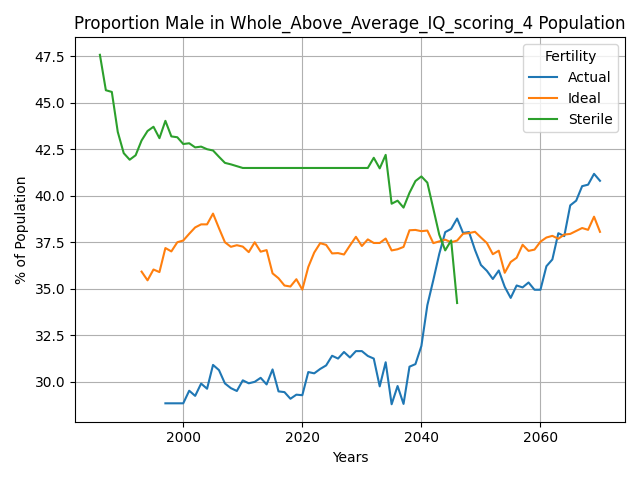 Proportion Male in Whole_Above_Average_IQ_scoring_4 Population
Fertility
Actual
Ideal
Sterile
% of Population
47.5
45.0
42.5
40.0
37.5
35.0
32.5
30.0
2000
2020
2040
2060
Years